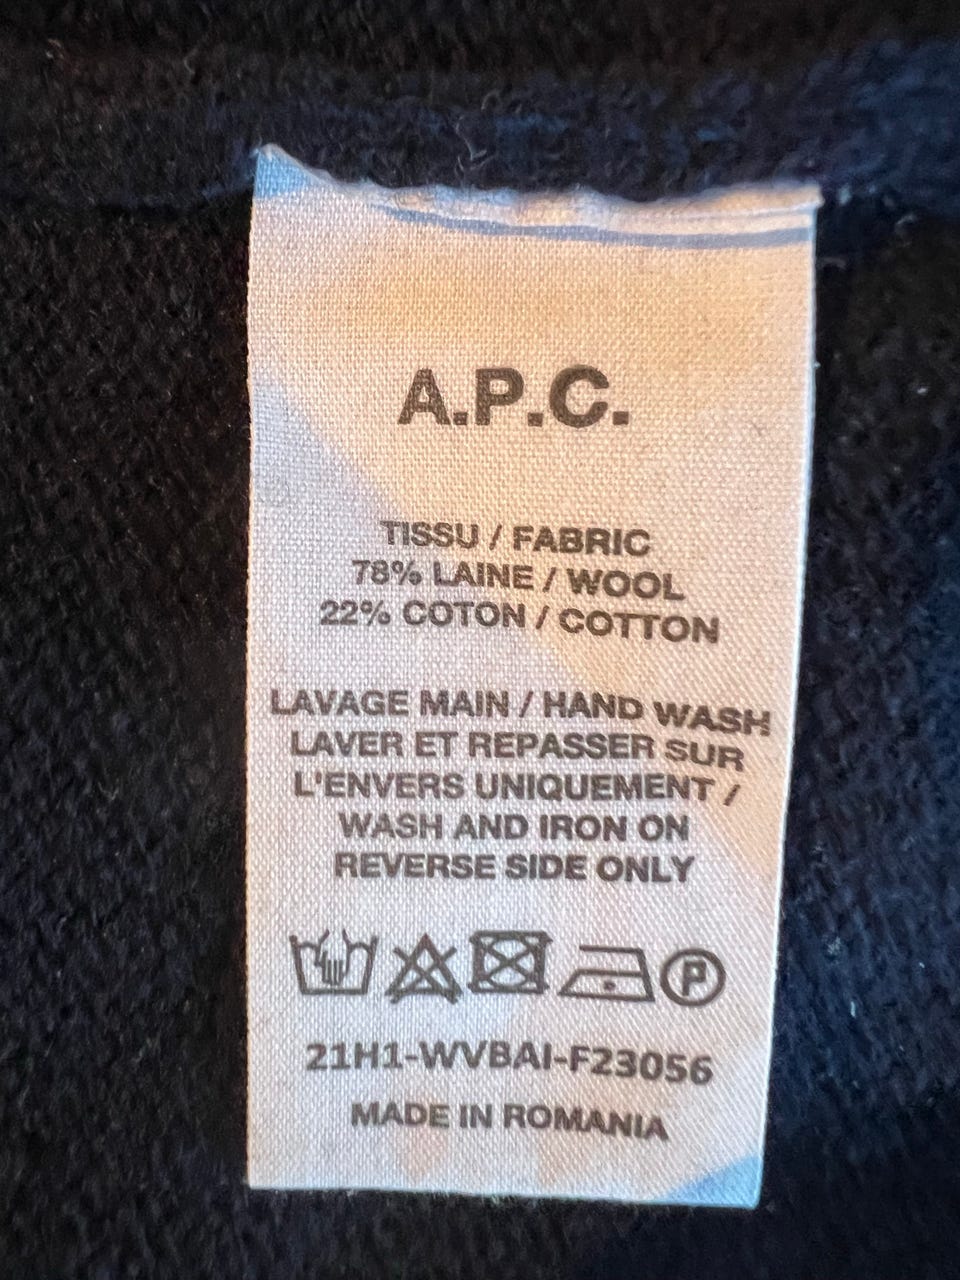 A.P.C.
TISSU / FABRIC
78% LAINE / WOOL
22% COTON / COTTON
LAVAGE MAIN / HAND WASH
LAVER ET REPASSER SUR
L'ENVERS UNIQUEMENT /
WASH AND IRON ON
REVERSE SIDE ONLY
P
21H1-WVBAI-F23056
MADE IN ROMANIA